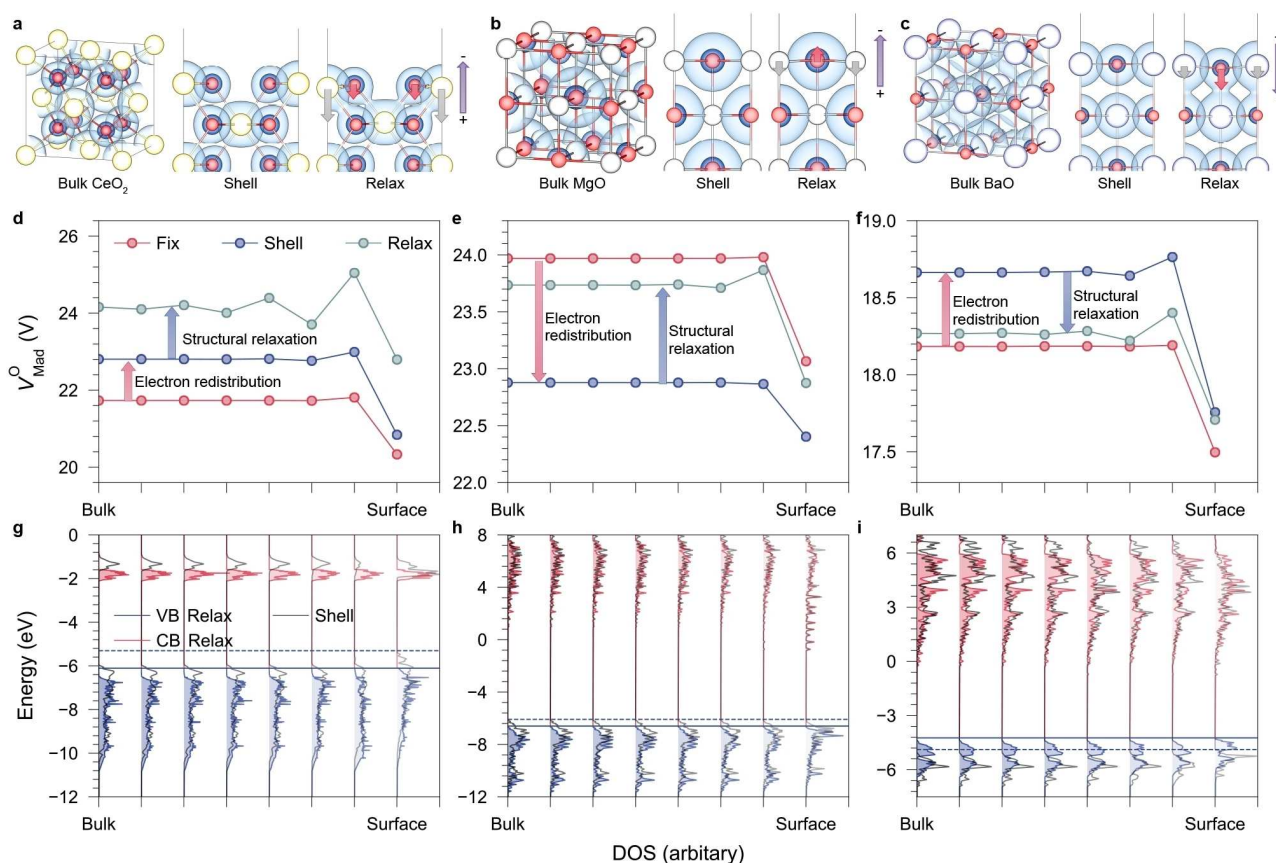 a
b
c
-
+
-
+
-
Bulk CeO2
Shell
Relax
Bulk MgO
Shell
Relax
Bulk BaO
Shell
Relax
d
e
f
26
24
22
20
V^O_Mad (V)
Fix
Shell
Relax
Structural relaxation
Electron redistribution
Bulk
Surface
24.0
23.5
23.0
22.5
22.0
Electron
redistribution
Structural
relaxation
19.0
18.5
18.0
17.5
Electron
redistribution
Structural
relaxation
Bulk
Surface
g
h
i
0
−2
−4
−6
−8
−10
−12
Energy (eV)
VB Relax
Shell
CB Relax
Bulk
Surface
8
4
0
−4
−8
−12
Bulk
Surface
6
3
0
−3
−6
Bulk
Surface
DOS (arbitary)